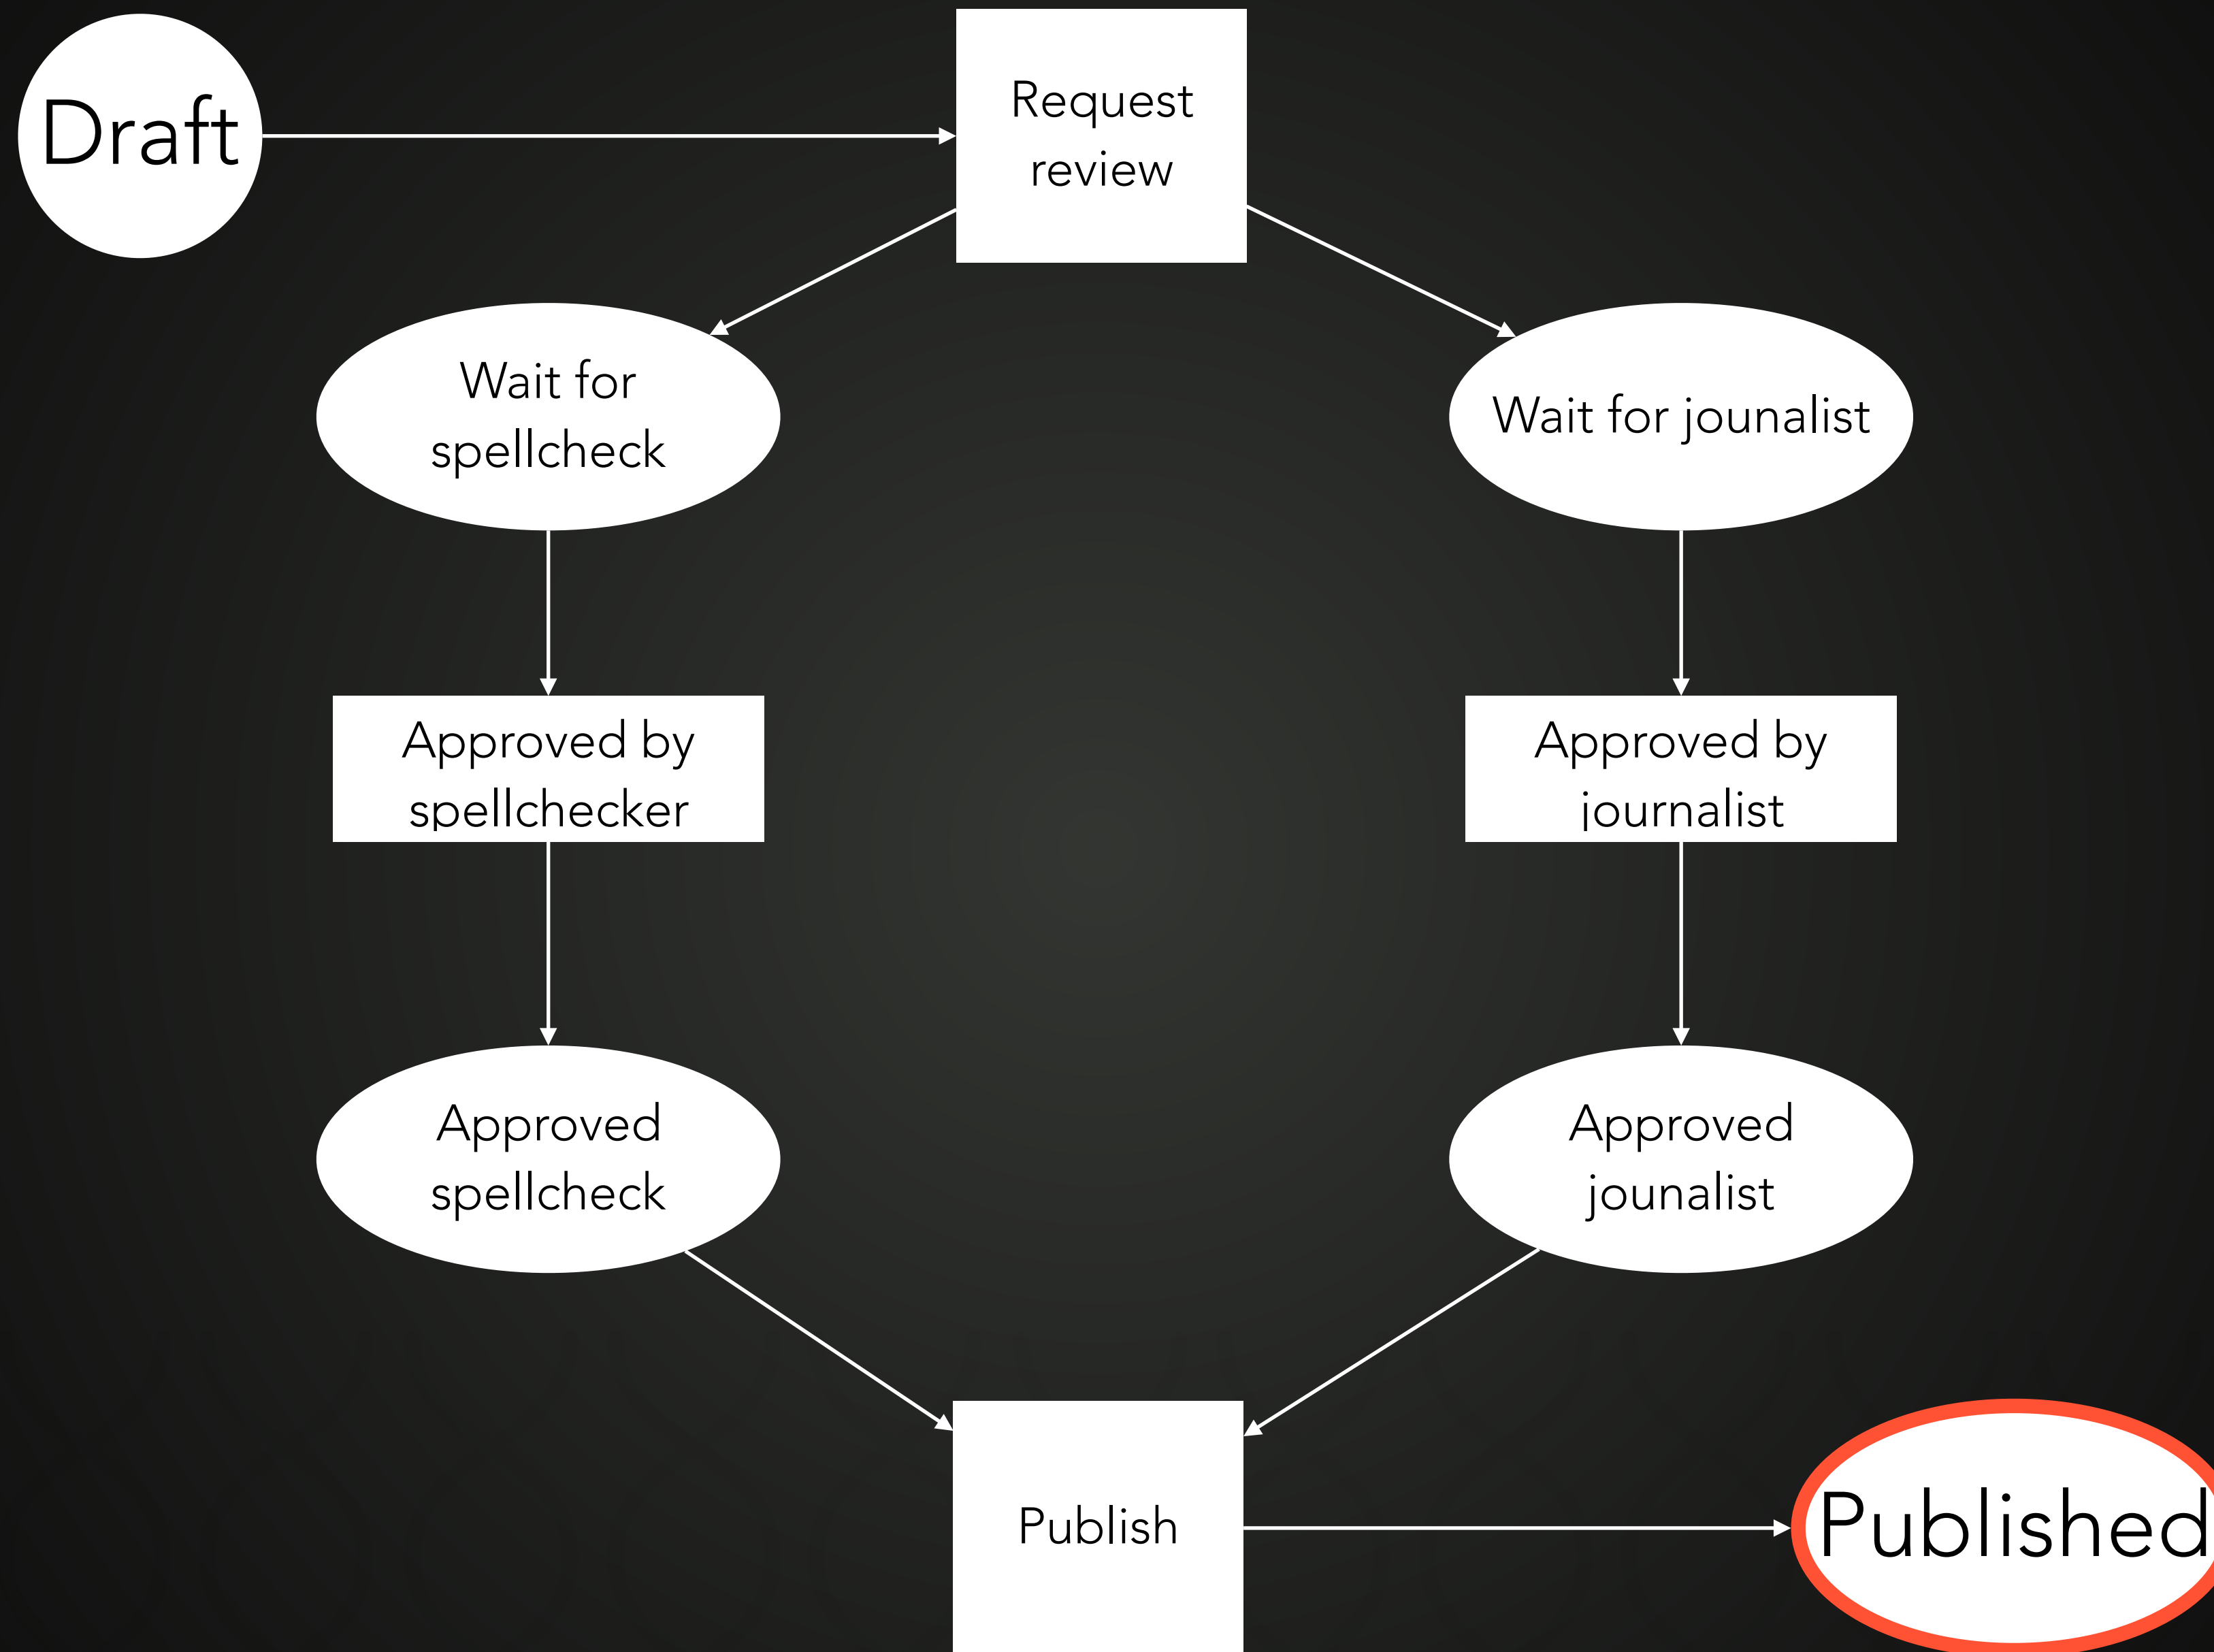 Draft
Request
review
Wait for
spellcheck
Wait for jounalist
Approved by
spellchecker
Approved by
journalist
Approved
spellcheck
Approved
jounalist
Publish
Published